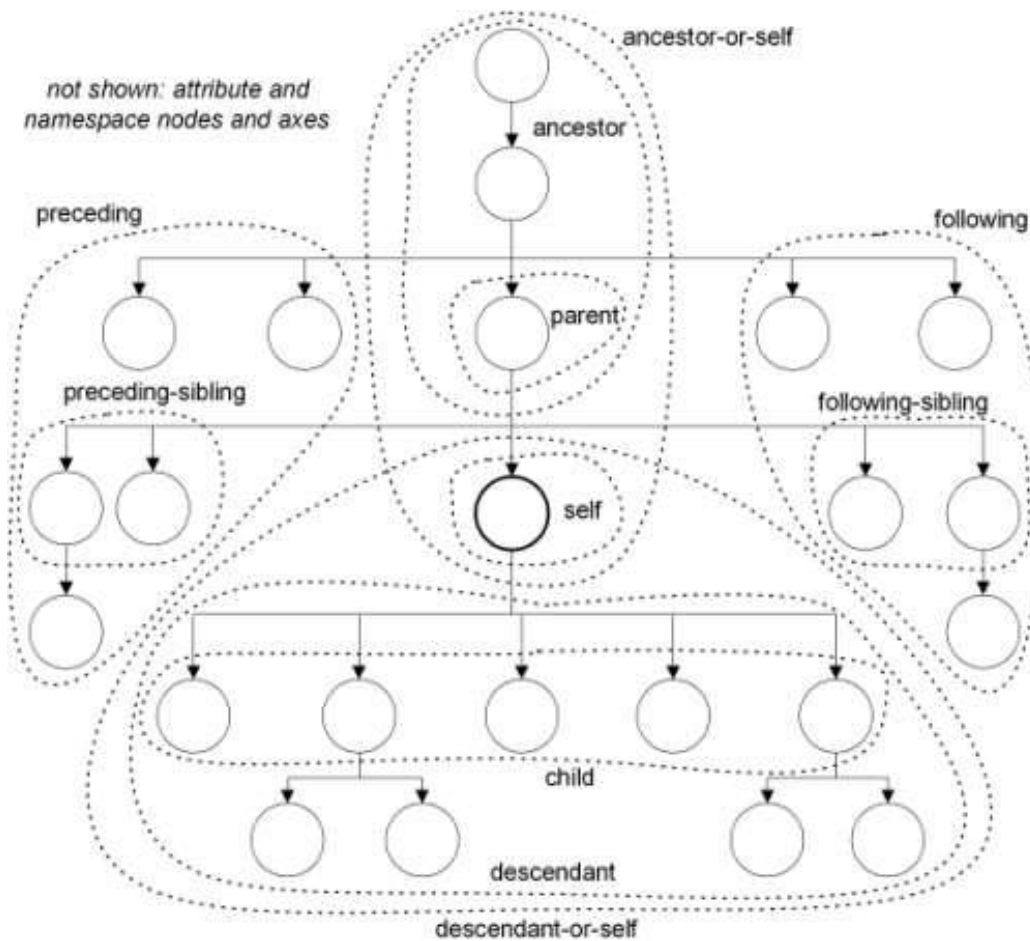 ancestor-or-self
not shown: attribute and
namespace nodes and axes
ancestor
preceding
following
parent
preceding-sibling
following-sibling
self
child
descendant
descendant-or-self